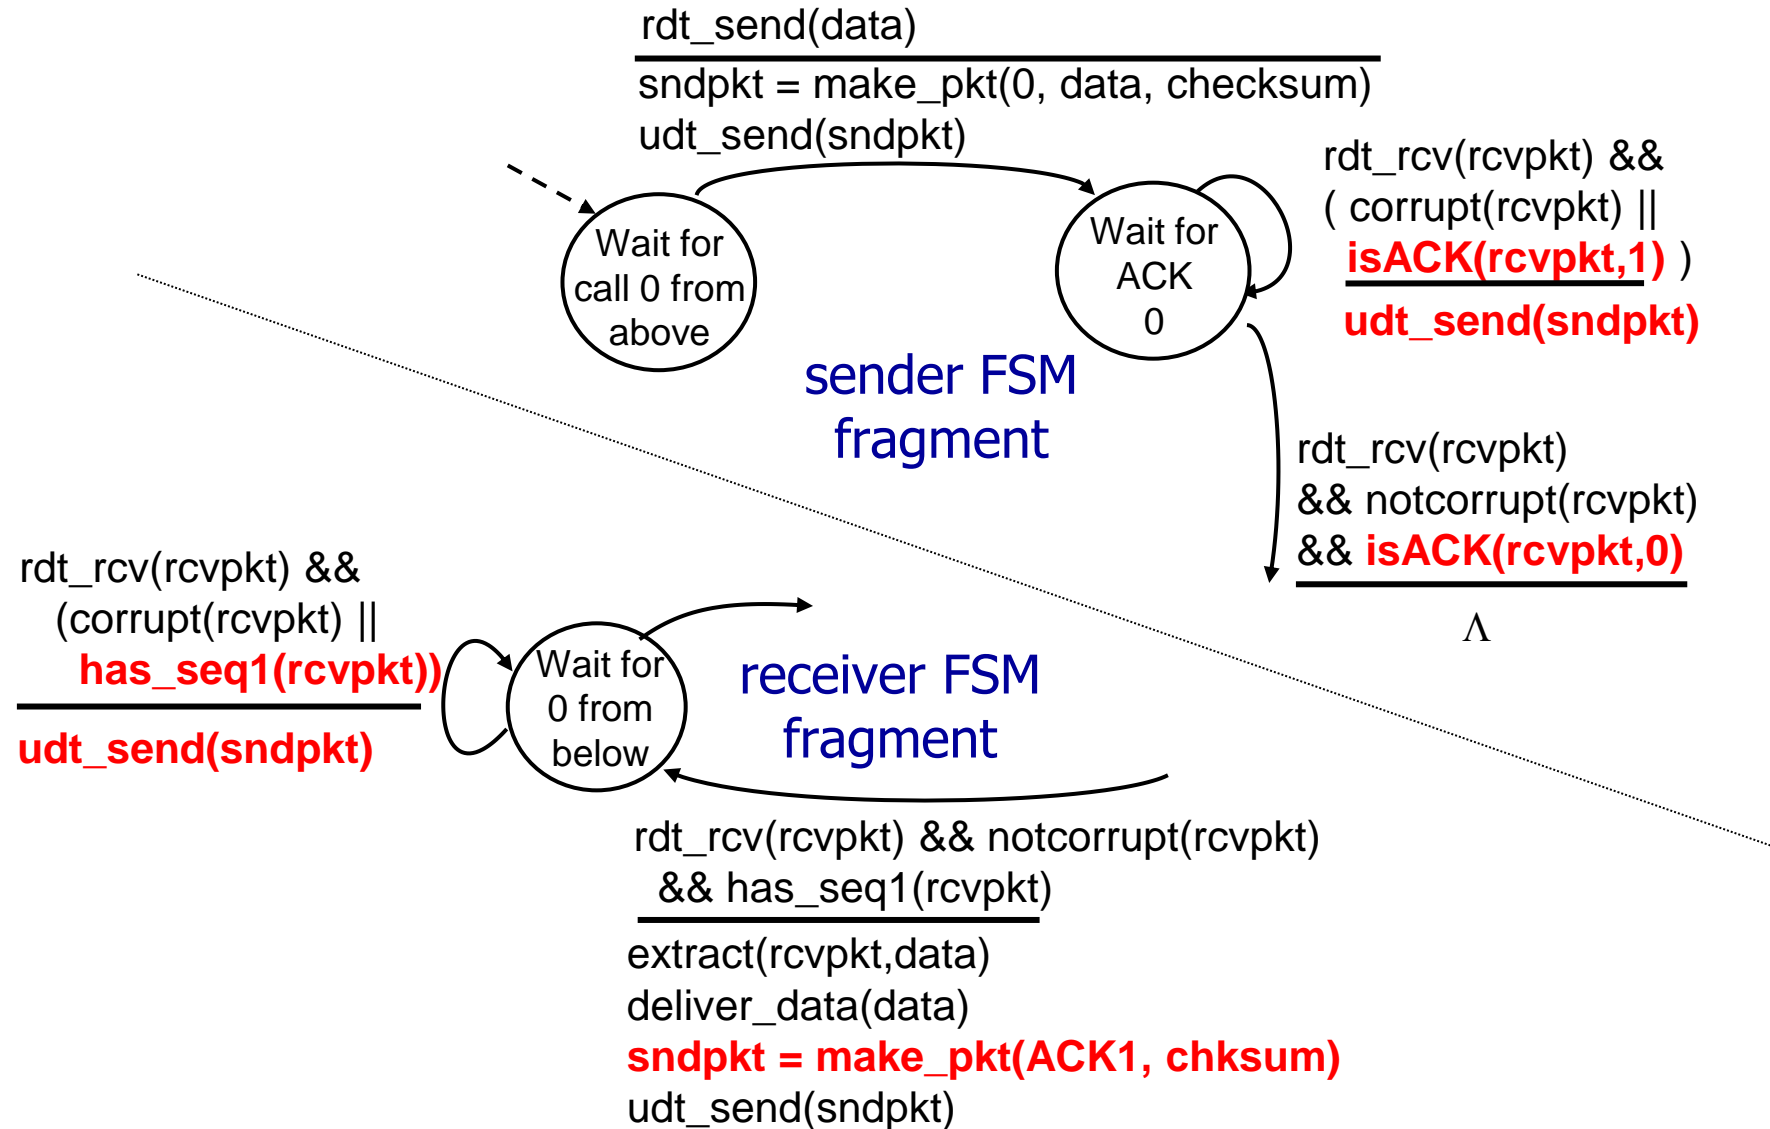 rdt_send(data)
sndpkt = make_pkt(0, data, checksum)
udt_send(sndpkt)
rdt_rcv(rcvpkt) &&
( corrupt(rcvpkt) ||
isACK(rcvpkt,1) )
udt_send(sndpkt)
Wait for
call 0 from
above
Wait for
ACK
0
sender FSM
fragment
rdt_rcv(rcvpkt)
&& notcorrupt(rcvpkt)
&& isACK(rcvpkt,0)
Λ
rdt_rcv(rcvpkt) &&
(corrupt(rcvpkt) ||
has_seq1(rcvpkt))
udt_send(sndpkt)
Wait for
0 from
below
receiver FSM
fragment
rdt_rcv(rcvpkt) && notcorrupt(rcvpkt)
&& has_seq1(rcvpkt)
extract(rcvpkt,data)
deliver_data(data)
sndpkt = make_pkt(ACK1, chksum)
udt_send(sndpkt)